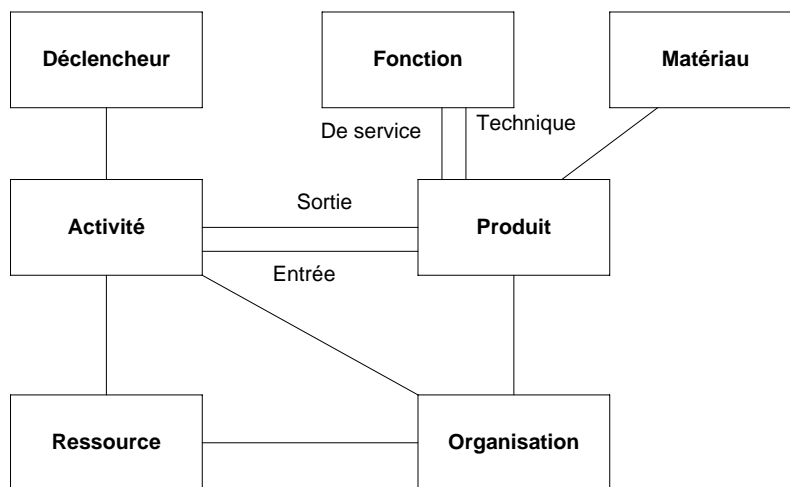 Déclencheur
Fonction
Matériau
De service
Technique
Activité
Sortie
Produit
Entrée
Ressource
Organisation